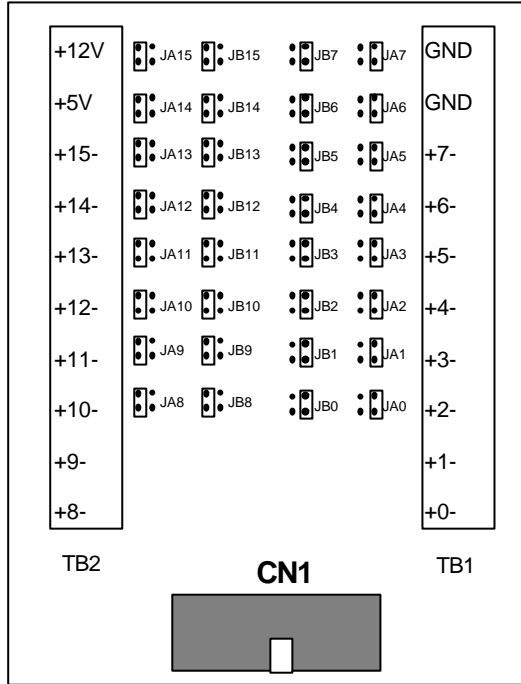 +12V JA15 JB15 JB7 JA7 GND
+5V JA14 JB14 JB6 JA6 GND
+15- JA13 JB13 JB5 JA5 +7-
+14- JA12 JB12 JB4 JA4 +6-
+13- JA11 JB11 JB3 JA3 +5-
+12- JA10 JB10 JB2 JA2 +4-
+11- JA9 JB9 JB1 JA1 +3-
+10- JA8 JB8 JB0 JA0 +2-
+9- +1-
+8- +0-
TB2 CN1 TB1